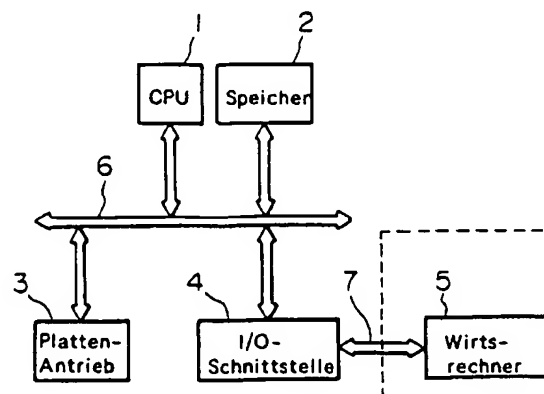 1
2
CPU
Speicher
6
3
4
7
5
Platten-
Antrieb
I/O-
Schnittstelle
Wirts-
rechner